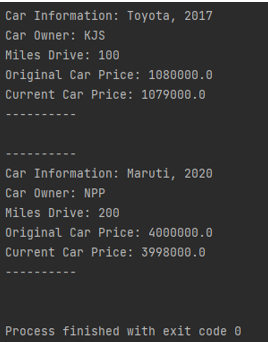 Car Information: Toyota, 2017
Car Owner: KJS
Miles Drive: 100
Original Car Price: 1080000.0
Current Car Price: 1079000.0
----------
----------
Car Information: Maruti, 2020
Car Owner: NPP
Miles Drive: 200
Original Car Price: 4000000.0
Current Car Price: 3998000.0
----------
Process finished with exit code 0